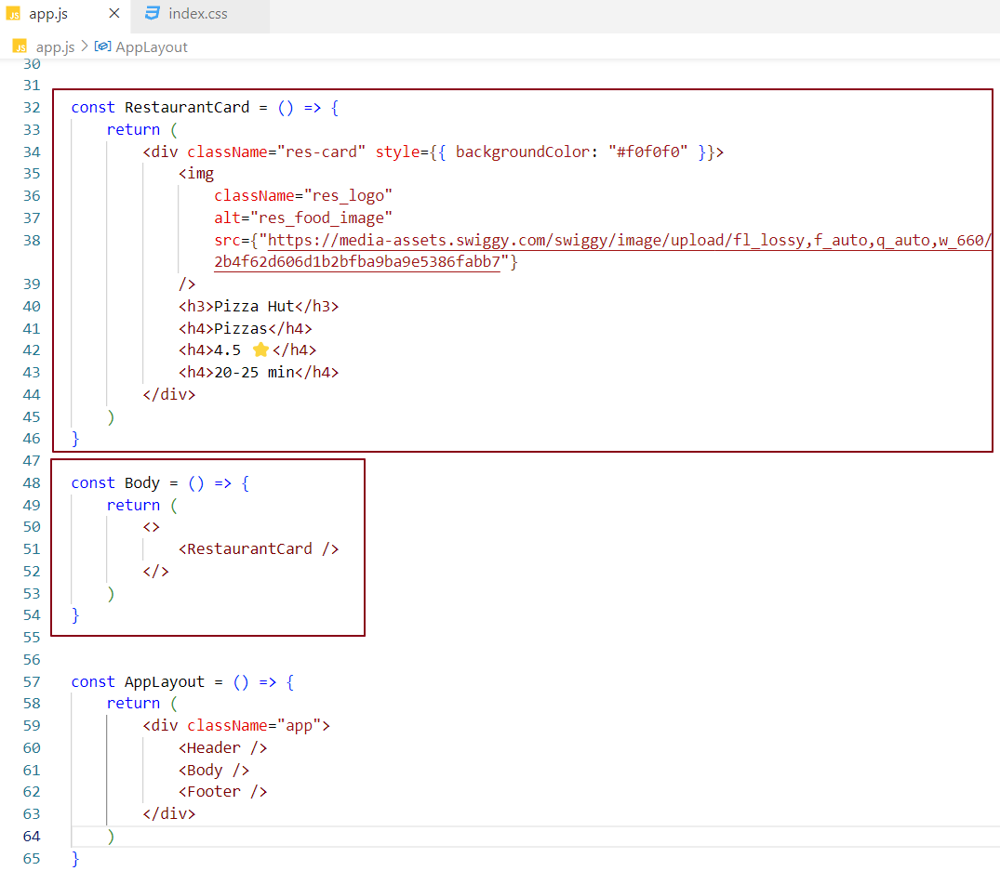 JS app.js × index.css
JS app.js > AppLayout
30
31
32 const RestaurantCard = () => {
33     return (
34         <div className="res-card" style={{ backgroundColor: "#f0f0f0" }}>
35             <img
36                 className="res_logo"
37                 alt="res_food_image"
38                 src={"https://media-assets.swiggy.com/swiggy/image/upload/fl_lossy,f_auto,q_auto,w_660/
                2b4f62d606d1b2bfba9ba9e5386fabb7"}
39             />
40             <h3>Pizza Hut</h3>
41             <h4>Pizzas</h4>
42             <h4>4.5 ⭐</h4>
43             <h4>20-25 min</h4>
44         </div>
45     )
46 }
47
48 const Body = () => {
49     return (
50         <>
51             <RestaurantCard />
52         </>
53     )
54 }
55
56
57 const AppLayout = () => {
58     return (
59         <div className="app">
60             <Header />
61             <Body />
62             <Footer />
63         </div>
64     )
65 }